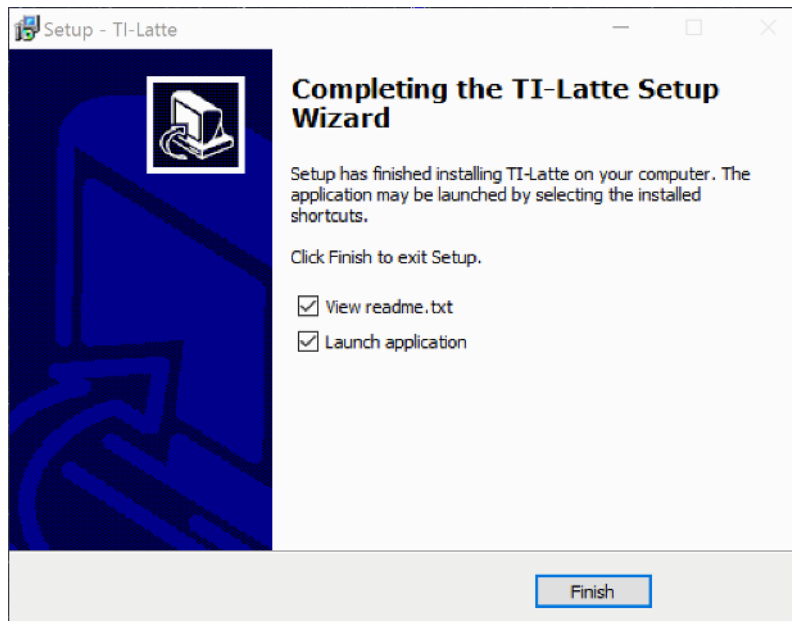 Setup - TI-Latte
Completing the TI-Latte Setup
Wizard
Setup has finished installing TI-Latte on your computer. The
application may be launched by selecting the installed
shortcuts.
Click Finish to exit Setup.
View readme.txt
Launch application
Finish